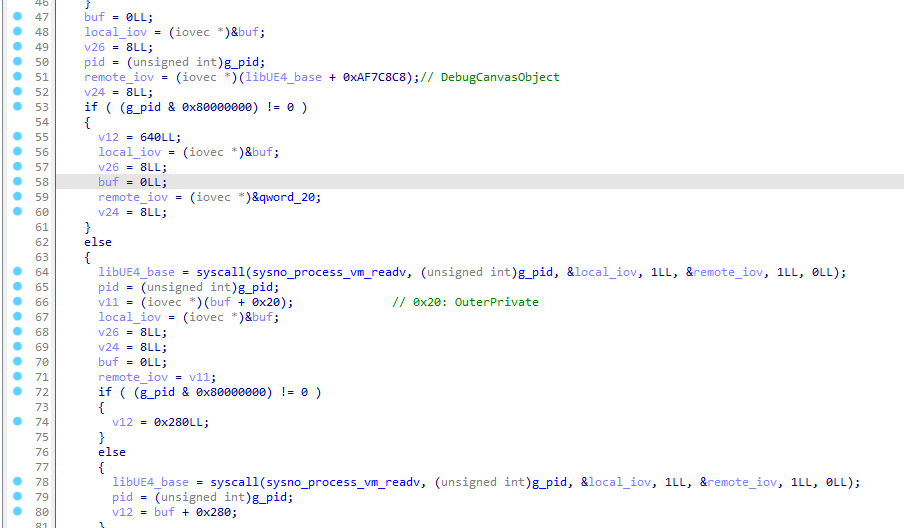 46 }
47 buf = 0LL;
48 local_iov = (iovec *)&buf;
49 v26 = 8LL;
50 pid = (unsigned int)g_pid;
51 remote_iov = (iovec *)(libUE4_base + 0xAF7C8C8);// DebugCanvasObject
52 v24 = 8LL;
53 if ( (g_pid & 0x80000000) != 0 )
54 {
55 v12 = 640LL;
56 local_iov = (iovec *)&buf;
57 v26 = 8LL;
58 buf = 0LL;
59 remote_iov = (iovec *)&qword_20;
60 v24 = 8LL;
61 }
62 else
63 {
64 libUE4_base = syscall(sysno_process_vm_readv, (unsigned int)g_pid, &local_iov, 1LL, &remote_iov, 1LL, 0LL);
65 pid = (unsigned int)g_pid;
66 v11 = (iovec *)(buf + 0x20); // 0x20: OuterPrivate
67 local_iov = (iovec *)&buf;
68 v26 = 8LL;
69 v24 = 8LL;
70 buf = 0LL;
71 remote_iov = v11;
72 if ( (g_pid & 0x80000000) != 0 )
73 {
74 v12 = 0x280LL;
75 }
76 else
77 {
78 libUE4_base = syscall(sysno_process_vm_readv, (unsigned int)g_pid, &local_iov, 1LL, &remote_iov, 1LL, 0LL);
79 pid = (unsigned int)g_pid;
80 v12 = buf + 0x280;
81 }